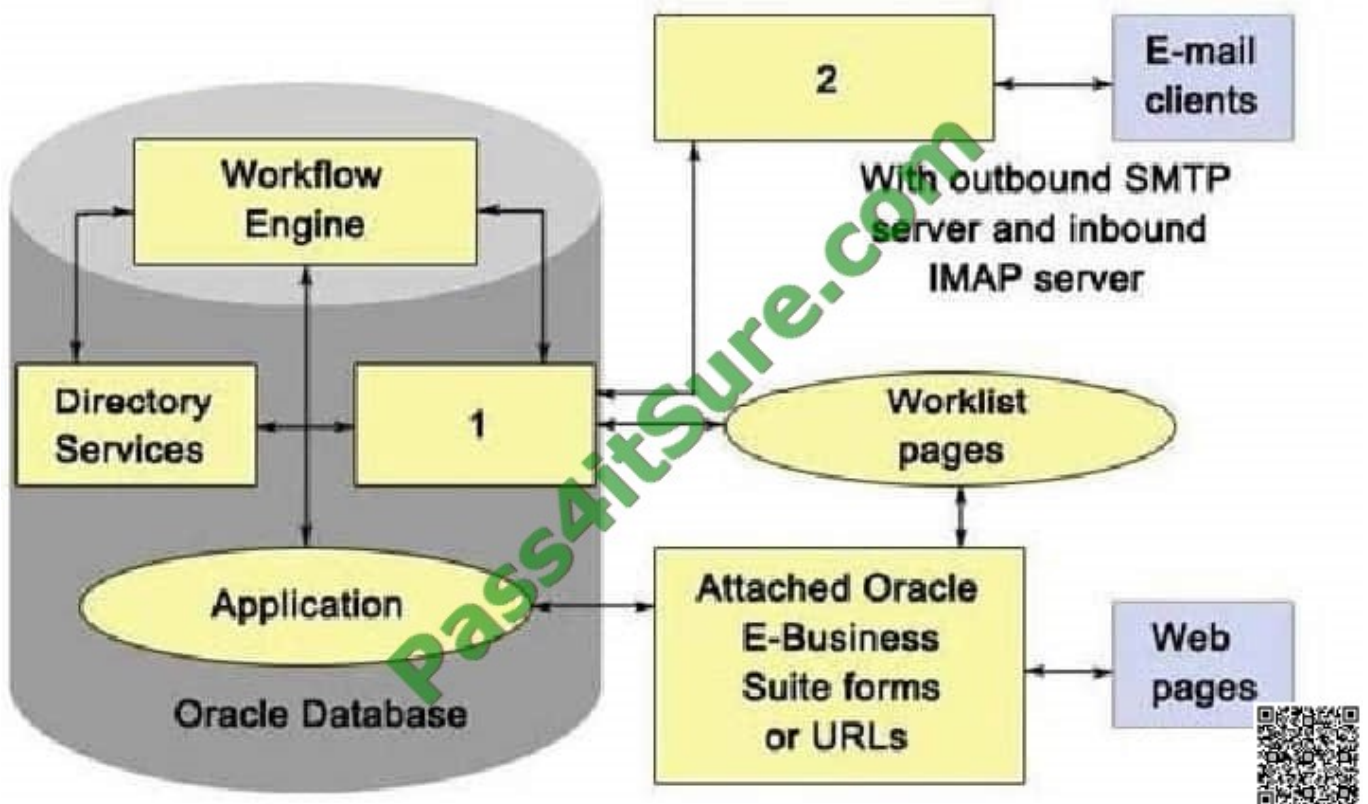 2
E-mail
clients
Workflow
Engine
With outbound SMTP
server and inbound
IMAP server
Directory
Services
1
Worklist
pages
Application
Attached Oracle
E-Business
Suite forms
or URLs
Web
pages
Oracle Database
Pass4itSure.com